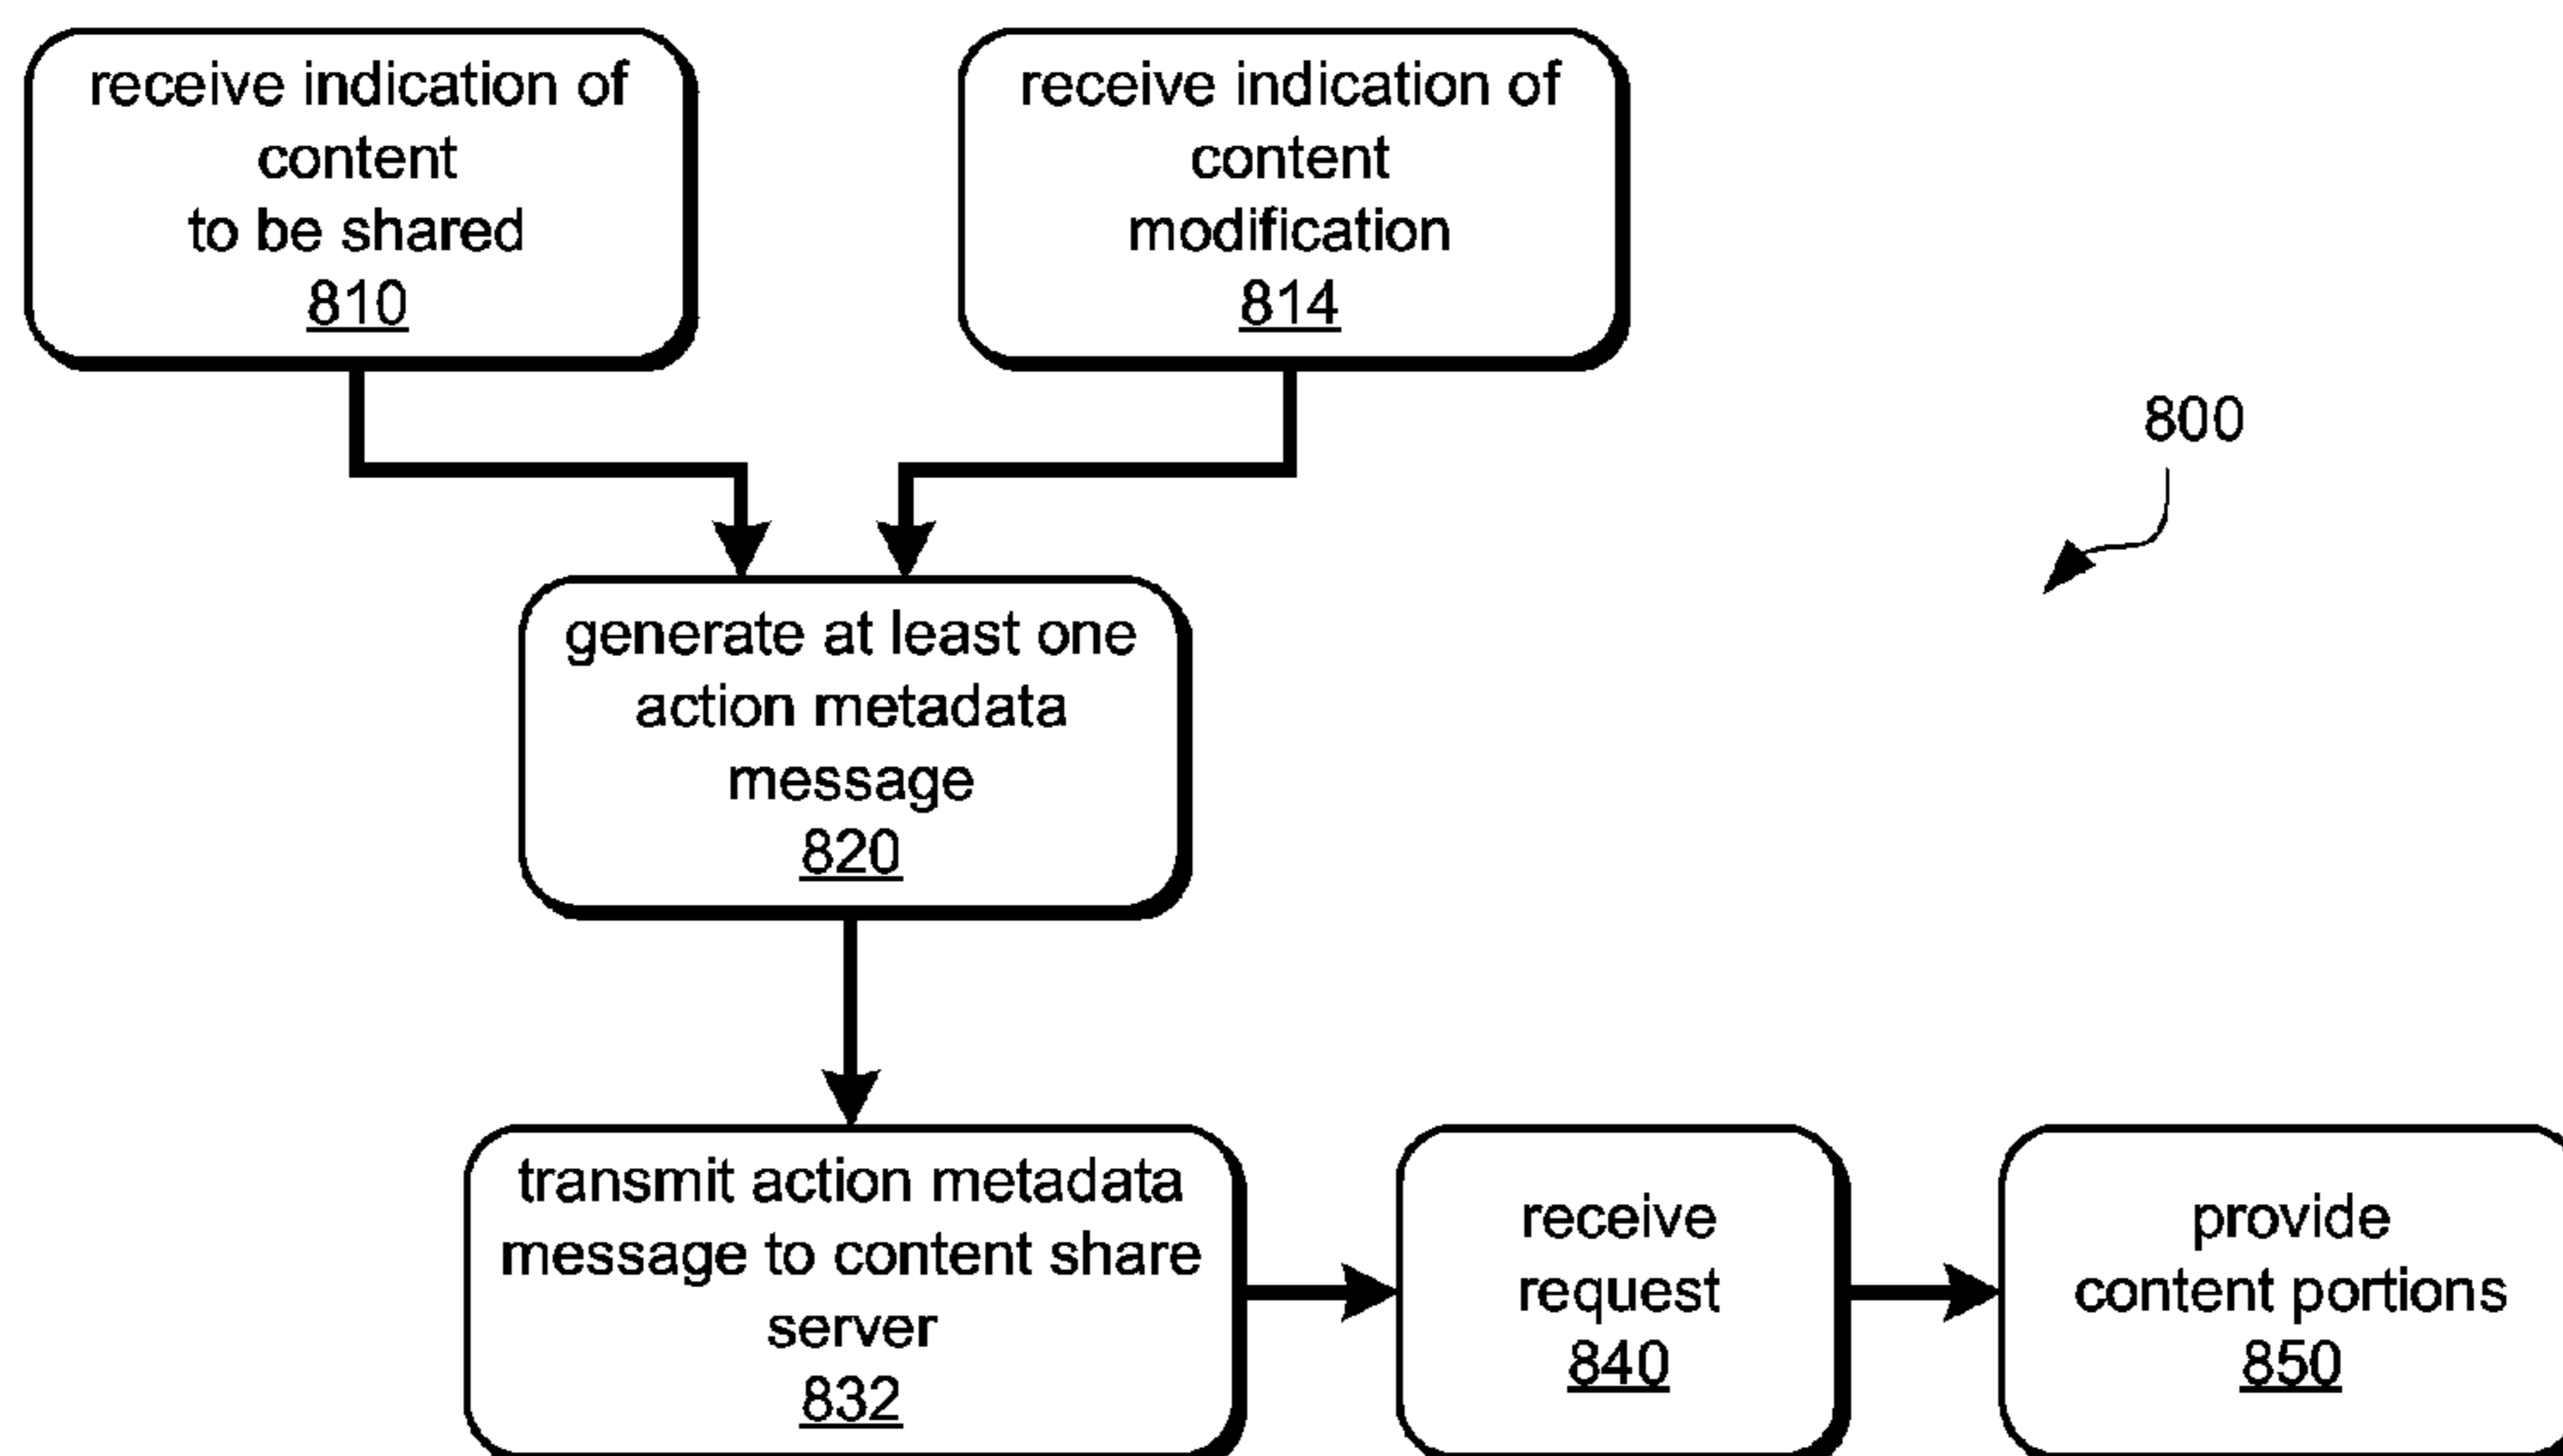 receive indication of
content
to be shared
810
receive indication of
content
modification
814
800
generate at least one
action metadata
message
820
transmit action metadata
message to content share
server
832
receive
request
840
provide
content portions
850